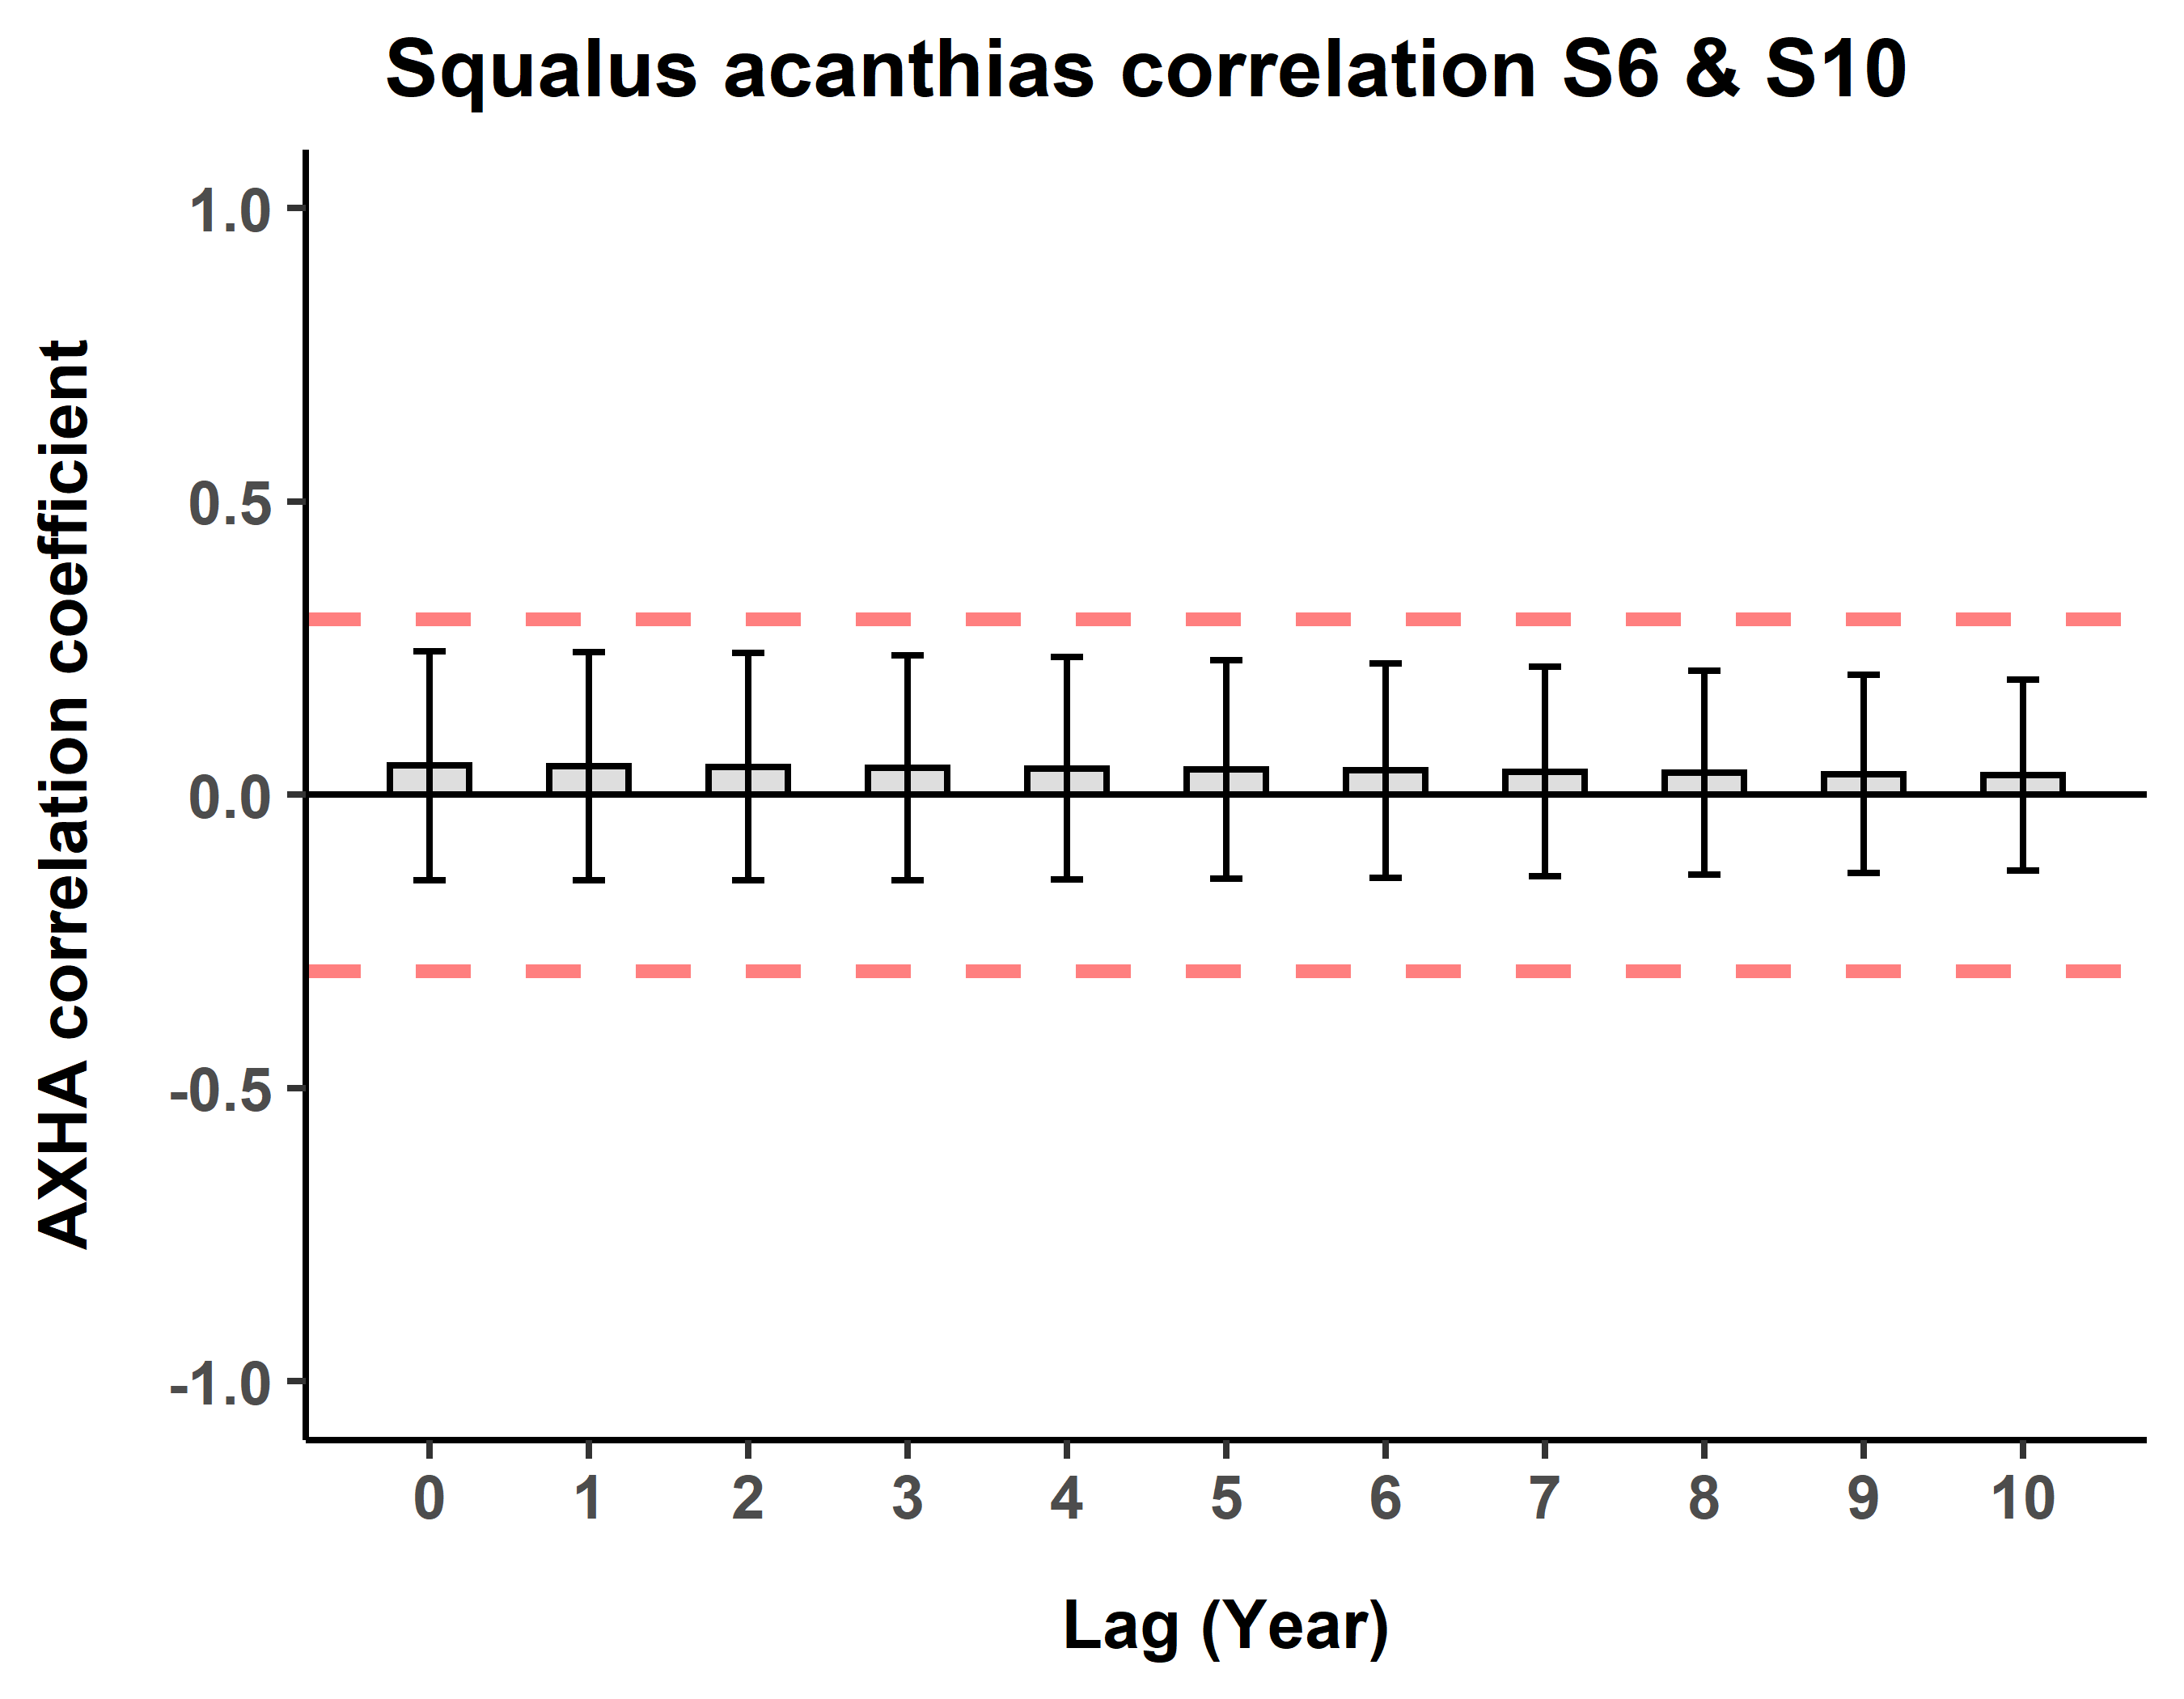 Squalus acanthias correlation S6 & S10
AXHA correlation coefficient
1.0
0.5
0.0
-0.5
-1.0
0 1 2 3 4 5 6 7 8 9 10
Lag (Year)